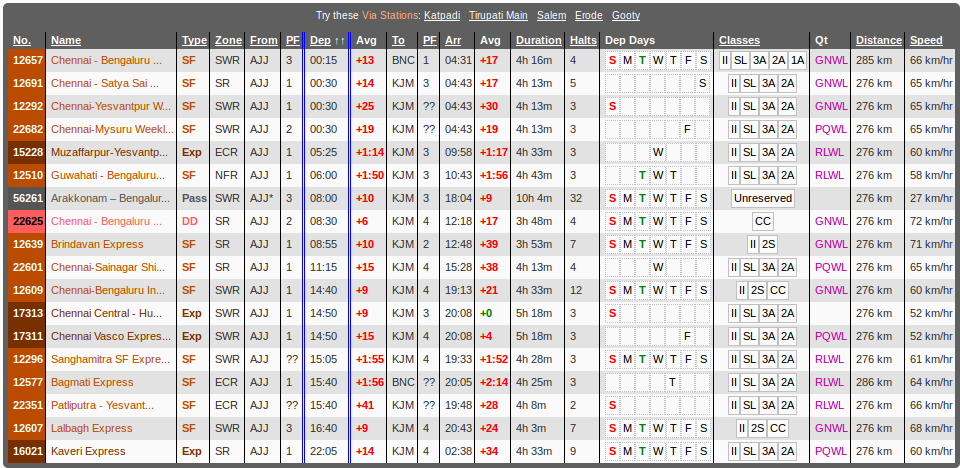 Try these Via Stations: Katpadi Tirupati Main Salem Erode Gooty
No. Name Type Zone From PF Dep ↑↑ Avg To PF Arr Avg Duration Halts Dep Days Classes Qt Distance Speed
12657 Chennai - Bengaluru ... SF SWR AJJ 3 00:15 +13 BNC 1 04:31 +17 4h 16m 4 S M T W T F S II SL 3A 2A 1A GNWL 285 km 66 km/hr
12691 Chennai - Satya Sai ... SF SR AJJ 1 00:30 +14 KJM 3 04:43 +17 4h 13m 5 S II SL 3A 2A GNWL 276 km 65 km/hr
12292 Chennai-Yesvantpur W... SF SWR AJJ 1 00:30 +25 KJM ?? 04:43 +30 4h 13m 3 S II SL 3A 2A GNWL 276 km 65 km/hr
22682 Chennai-Mysuru Weekl... SF SWR AJJ 2 00:30 +19 KJM ?? 04:43 +19 4h 13m 3 F II SL 3A 2A PQWL 276 km 65 km/hr
15228 Muzaffarpur-Yesvantp... Exp ECR AJJ 1 05:25 +1:14 KJM 3 09:58 +1:17 4h 33m 3 W II SL 3A 2A RLWL 276 km 60 km/hr
12510 Guwahati - Bengaluru... SF NFR AJJ 1 06:00 +1:50 KJM 3 10:43 +1:56 4h 43m 3 T W T II SL 3A 2A RLWL 276 km 58 km/hr
56261 Arakkonam – Bengalur... Pass SWR AJJ* 3 08:00 +10 KJM 3 18:04 +9 10h 4m 32 S M T W T F S Unreserved 276 km 27 km/hr
22625 Chennai - Bengaluru ... DD SR AJJ 2 08:30 +6 KJM 4 12:18 +17 3h 48m 4 S M T W T F S CC GNWL 276 km 72 km/hr
12639 Brindavan Express SF SR AJJ 1 08:55 +10 KJM 2 12:48 +39 3h 53m 7 S M T W T F S II 2S GNWL 276 km 71 km/hr
22601 Chennai-Sainagar Shi... SF SR AJJ 1 11:15 +15 KJM 4 15:28 +38 4h 13m 4 W II SL 3A 2A PQWL 276 km 65 km/hr
12609 Chennai-Bengaluru In... SF SWR AJJ 1 14:40 +9 KJM 4 19:13 +21 4h 33m 12 S M T W T F S II 2S CC GNWL 276 km 60 km/hr
17313 Chennai Central - Hu... Exp SWR AJJ 1 14:50 +9 KJM 3 20:08 +0 5h 18m 3 S II SL 3A 2A 276 km 52 km/hr
17311 Chennai Vasco Expres... Exp SWR AJJ 1 14:50 +15 KJM 4 20:08 +4 5h 18m 3 F II SL 3A 2A PQWL 276 km 52 km/hr
12296 Sanghamitra SF Expre... SF SWR AJJ ?? 15:05 +1:55 KJM 4 19:33 +1:52 4h 28m 3 S M T W T F S II SL 3A 2A RLWL 276 km 61 km/hr
12577 Bagmati Express SF ECR AJJ 1 15:40 +1:56 BNC ?? 20:05 +2:14 4h 25m 3 T II SL 3A 2A RLWL 286 km 64 km/hr
22351 Patliputra - Yesvant... SF ECR AJJ ?? 15:40 +41 KJM ?? 19:48 +28 4h 8m 2 S II SL 3A 2A RLWL 276 km 66 km/hr
12607 Lalbagh Express SF SWR AJJ 3 16:40 +9 KJM 4 20:43 +24 4h 3m 7 S M T W T F S II 2S CC GNWL 276 km 68 km/hr
16021 Kaveri Express Exp SWR AJJ 1 22:05 +14 KJM 4 02:38 +34 4h 33m 9 S M T W T F S II SL 3A 2A PQWL 276 km 60 km/hr